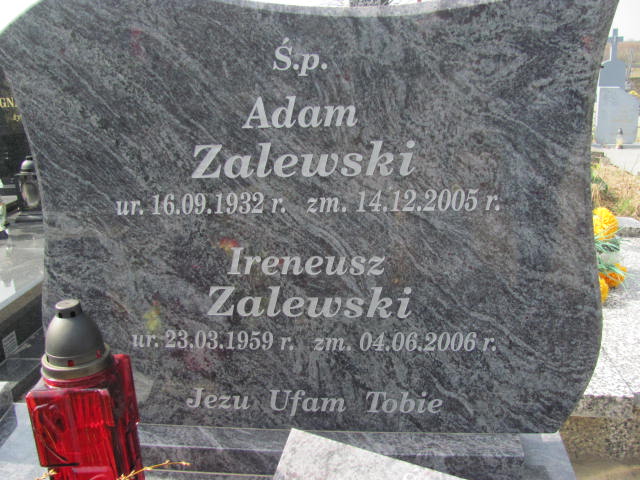 Ś.p.
Adam
Zalewski
ur. 16.09.1932 r. zm. 14.12.2005 r.
Ireneusz
Zalewski
ur. 23.03.1959 r. zm. 04.06.2006 r.
Jezu Ufam Tobie